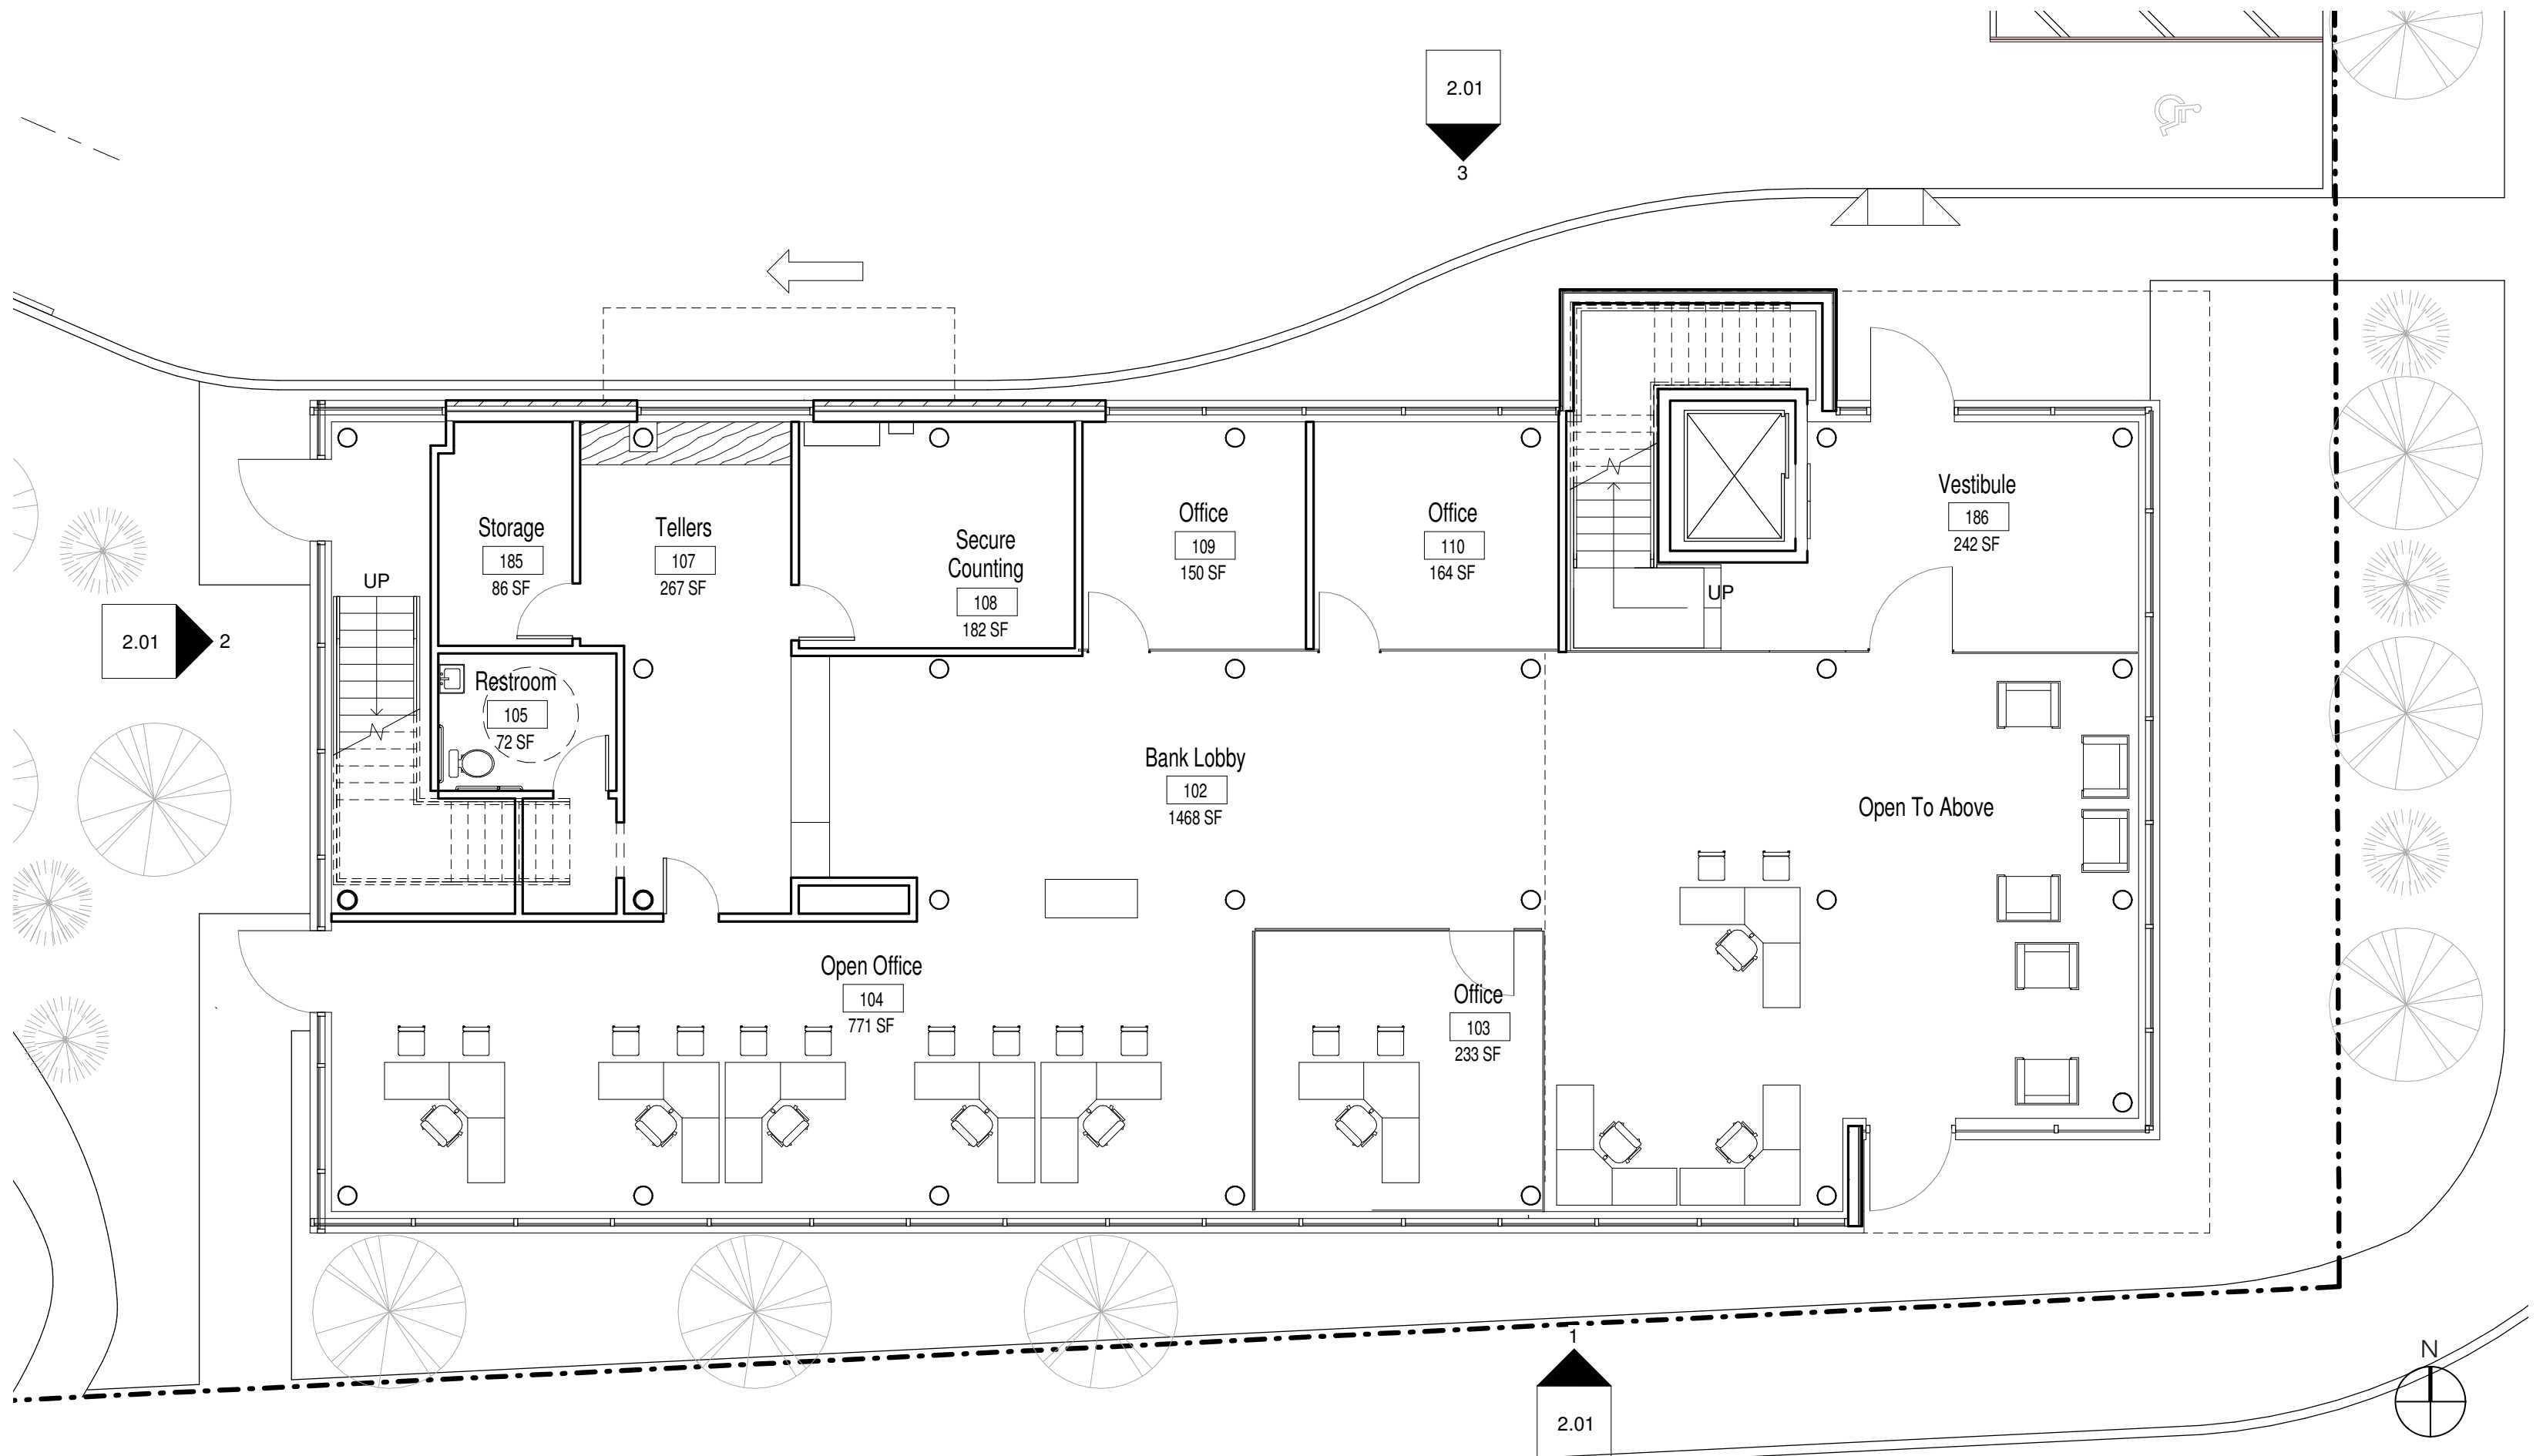 2.01
3
Storage
185
86 SF
Tellers
107
267 SF
Secure
Counting
108
182 SF
Office
109
150 SF
Office
110
164 SF
Vestibule
186
242 SF
UP
UP
2.01
2
Restroom
105
72 SF
Bank Lobby
102
1468 SF
Open To Above
Open Office
104
771 SF
Office
103
233 SF
1
2.01
N